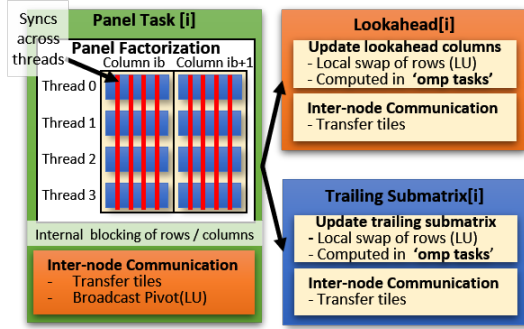 Syncs
across
threads
Panel Task [i]
Panel Factorization
Column ib Column ib+1
Thread 0
Thread 1
Thread 2
Thread 3
Internal blocking of rows / columns
Inter-node Communication
- Transfer tiles
- Broadcast Pivot(LU)
Lookahead[i]
Update lookahead columns
- Local swap of rows (LU)
- Computed in ‘omp tasks’
Inter-node Communication
- Transfer tiles
Trailing Submatrix[i]
Update trailing submatrix
- Local swap of rows (LU)
- Computed in ‘omp tasks’
Inter-node Communication
- Transfer tiles